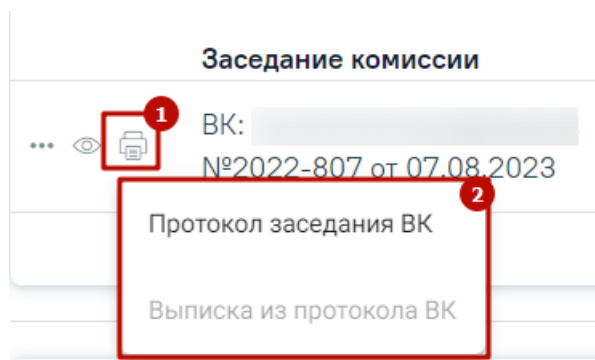 Заседание комиссии
1
ВК:
№2022-807 от 07.08.2023
2
Протокол заседания ВК
Выписка из протокола ВК